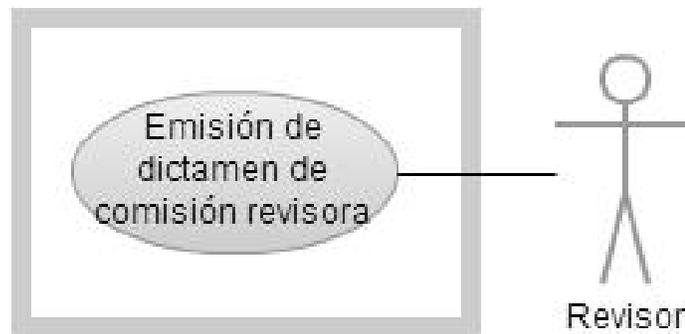 Emisión de
dictamen de
comisión revisora
Revisor